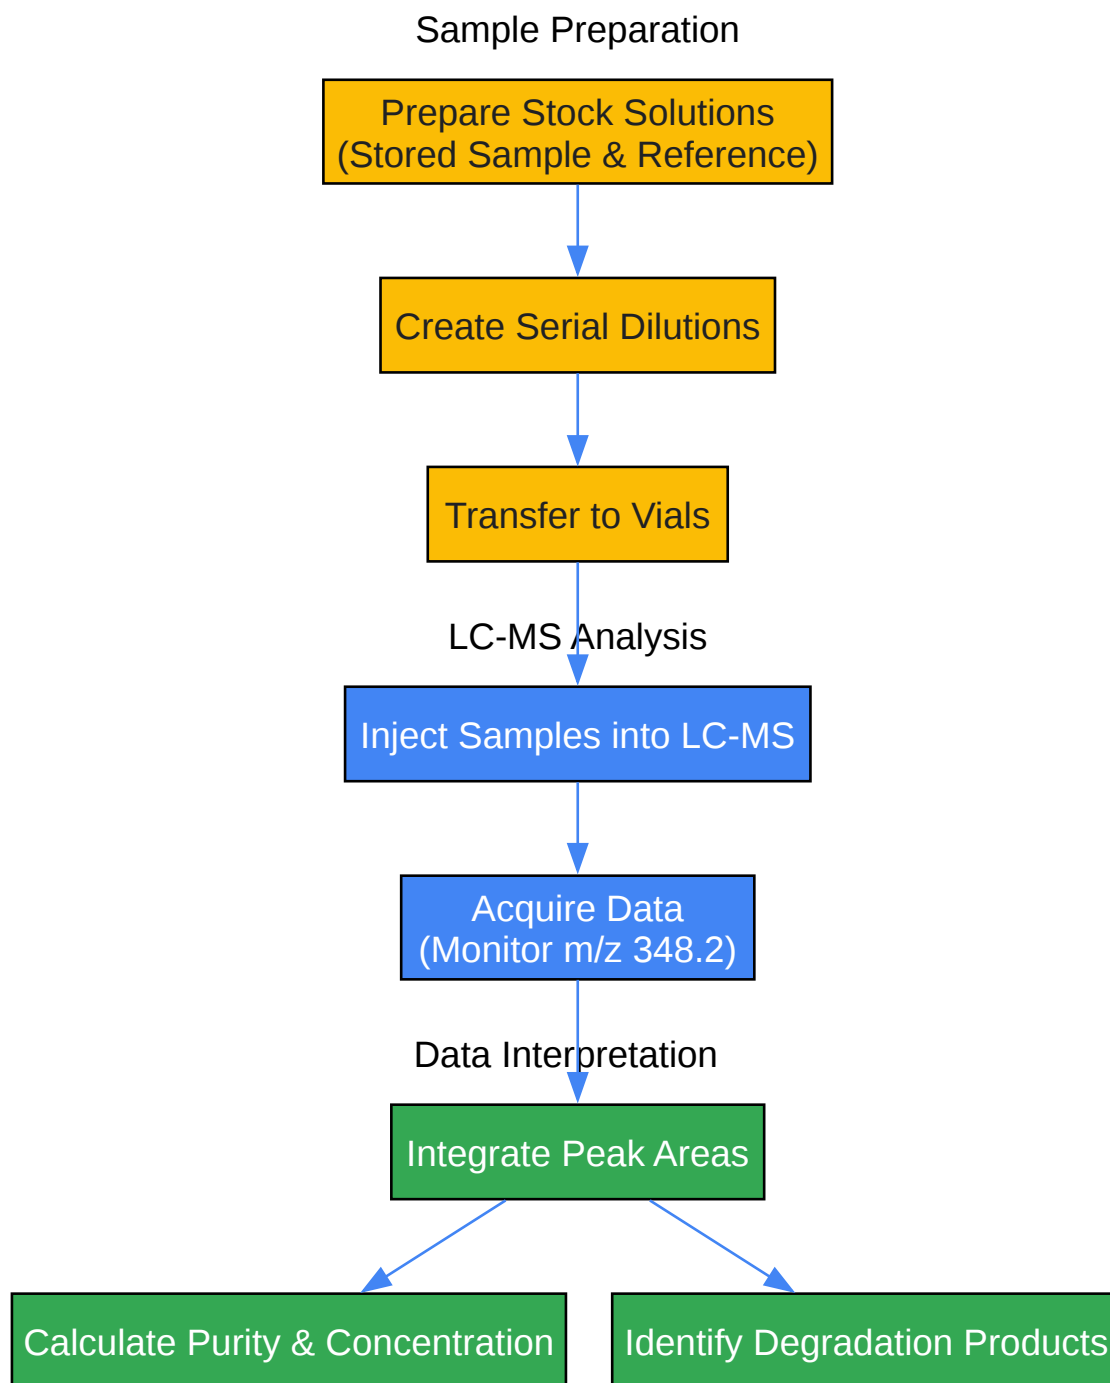 Sample Preparation
Prepare Stock Solutions
(Stored Sample & Reference)
Create Serial Dilutions
Transfer to Vials
LC-MS Analysis
Inject Samples into LC-MS
Acquire Data
(Monitor m/z 348.2)
Data Interpretation
Integrate Peak Areas
Calculate Purity & Concentration
Identify Degradation Products